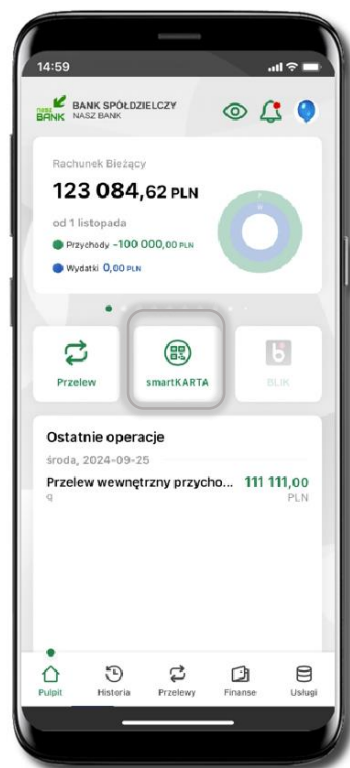 14:59
BANK SPÓŁDZIELCZY
nasz BANK NASZ BANK
Rachunek Bieżący
123 084,62 PLN
od 1 listopada
Przychody -100 000,00 PLN
Wydatki 0,00 PLN
Przelew smartKARTA BLIK
Ostatnie operacje
środa, 2024-09-25
Przelew wewnętrzny przycho... 111 111,00
PLN
Pulpit Historia Przelewy Finanse Usługi